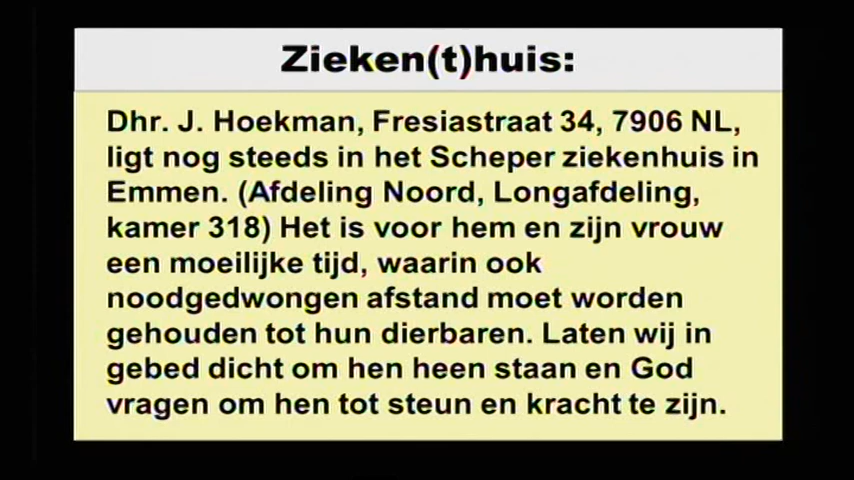 Zieken(t)huis:
Dhr. J. Hoekman, Fresiastraat 34, 7906 NL,
ligt nog steeds in het Scheper ziekenhuis in
Emmen. (Afdeling Noord, Longafdeling,
kamer 318) Het is voor hem en zijn vrouw
een moeilijke tijd, waarin ook
noodgedwongen afstand moet worden
gehouden tot hun dierbaren. Laten wij in
gebed dicht om hen heen staan en God
vragen om hen tot steun en kracht te zijn.